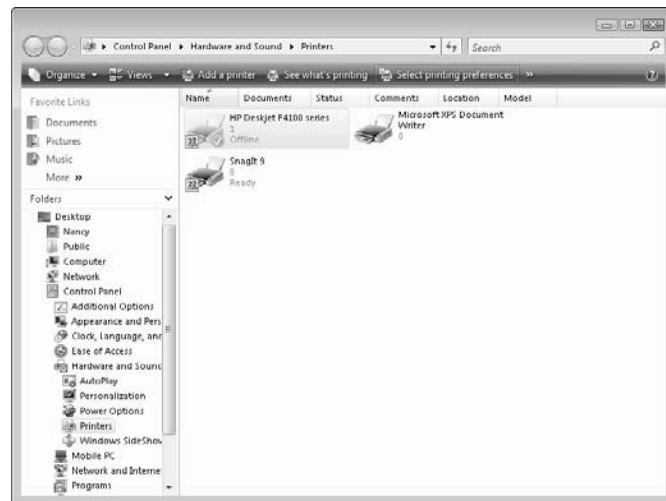 Control Panel ▸ Hardware and Sound ▸ Printers
Search
Organize Views Add a printer See what's printing Select printing preferences »
Favorite Links
Documents
Pictures
Music
More »
Folders
Desktop
Nancy
Public
Computer
Network
Control Panel
Additional Options
Appearance and Pers
Clock, Language, and
Ease of Access
Hardware and Sound
AutoPlay
Personalization
Power Options
Printers
Windows SideShow
Mobile PC
Network and Interne
Programs
Name Documents Status Comments Location Model
HP Deskjet F4100 series
1
Offline
Microsoft XPS Document
Writer
0
SnagIt 9
0
Ready